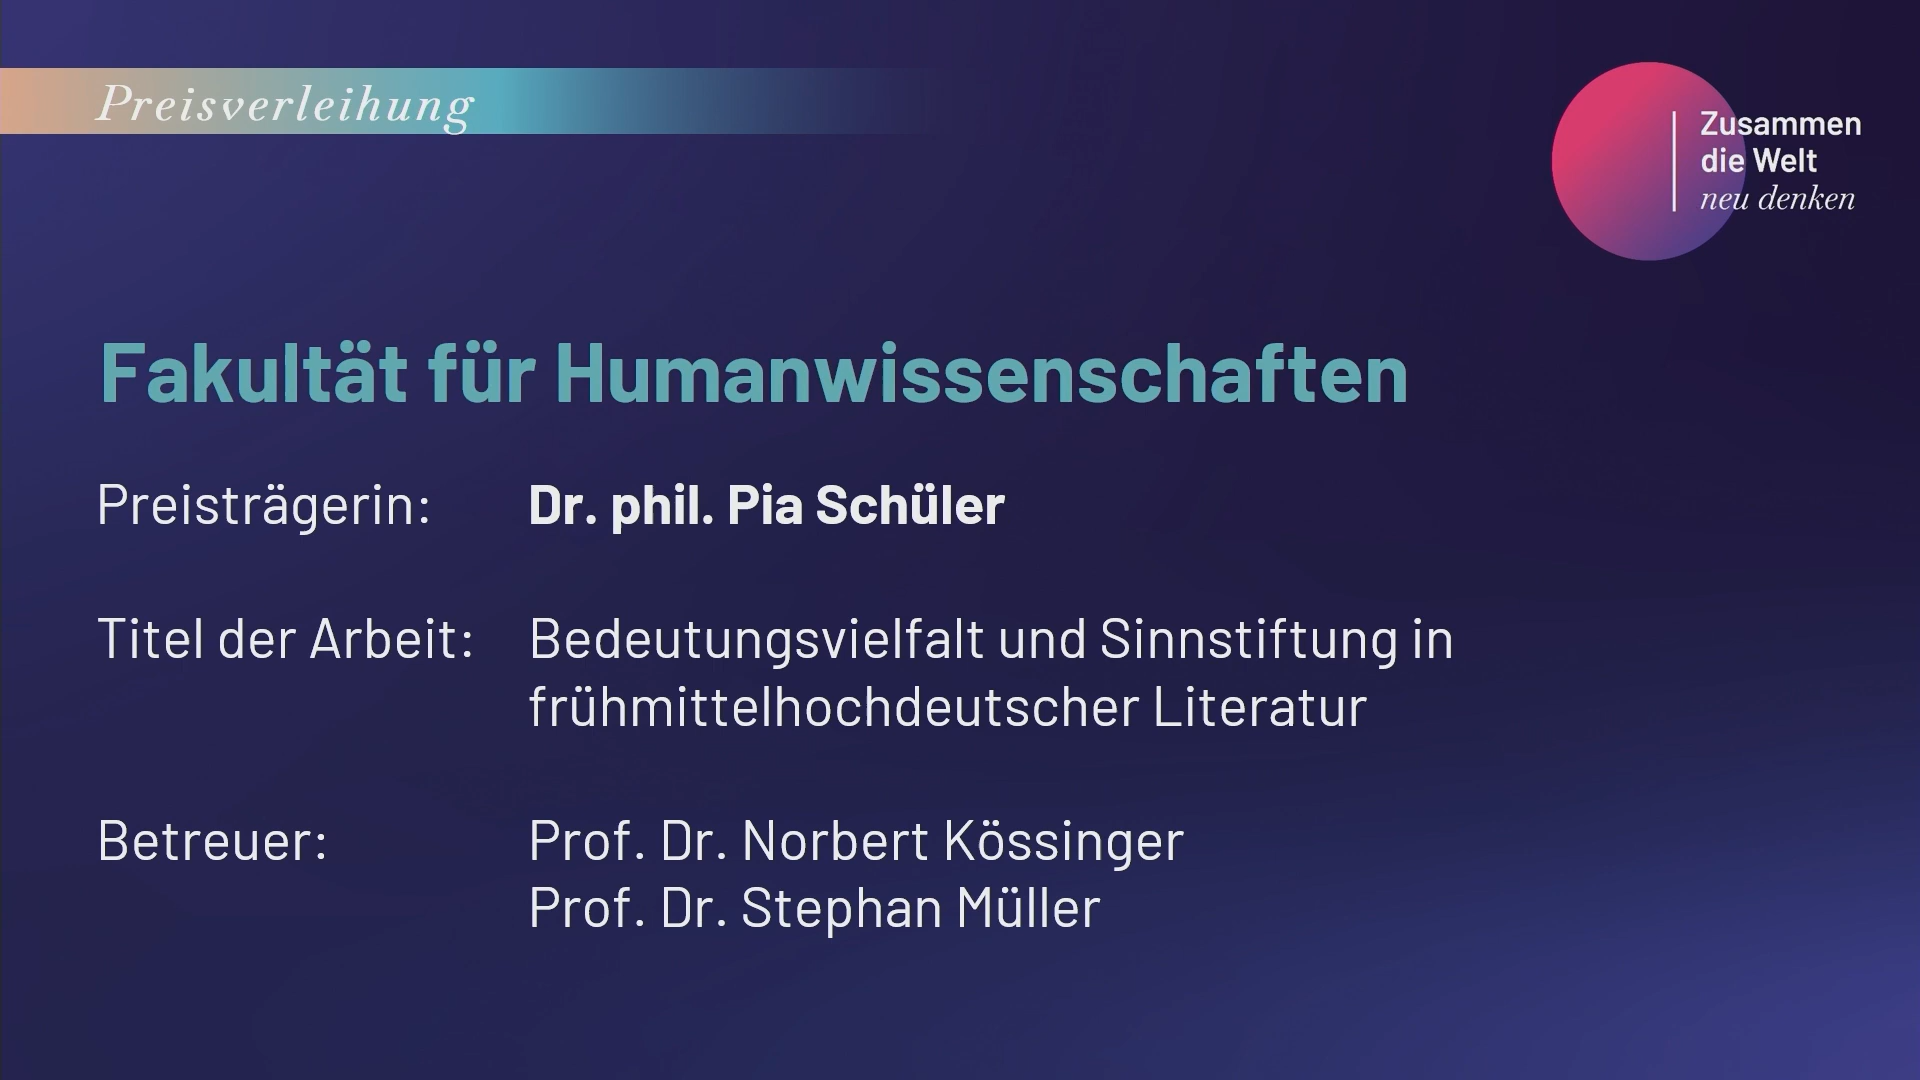 Preisverleihung
Zusammen
die Welt
neu denken
Fakultät für Humanwissenschaften
Preisträgerin: Dr. phil. Pia Schüler
Titel der Arbeit: Bedeutungsvielfalt und Sinnstiftung in
frühmittelhochdeutscher Literatur
Betreuer: Prof. Dr. Norbert Kössinger
Prof. Dr. Stephan Müller